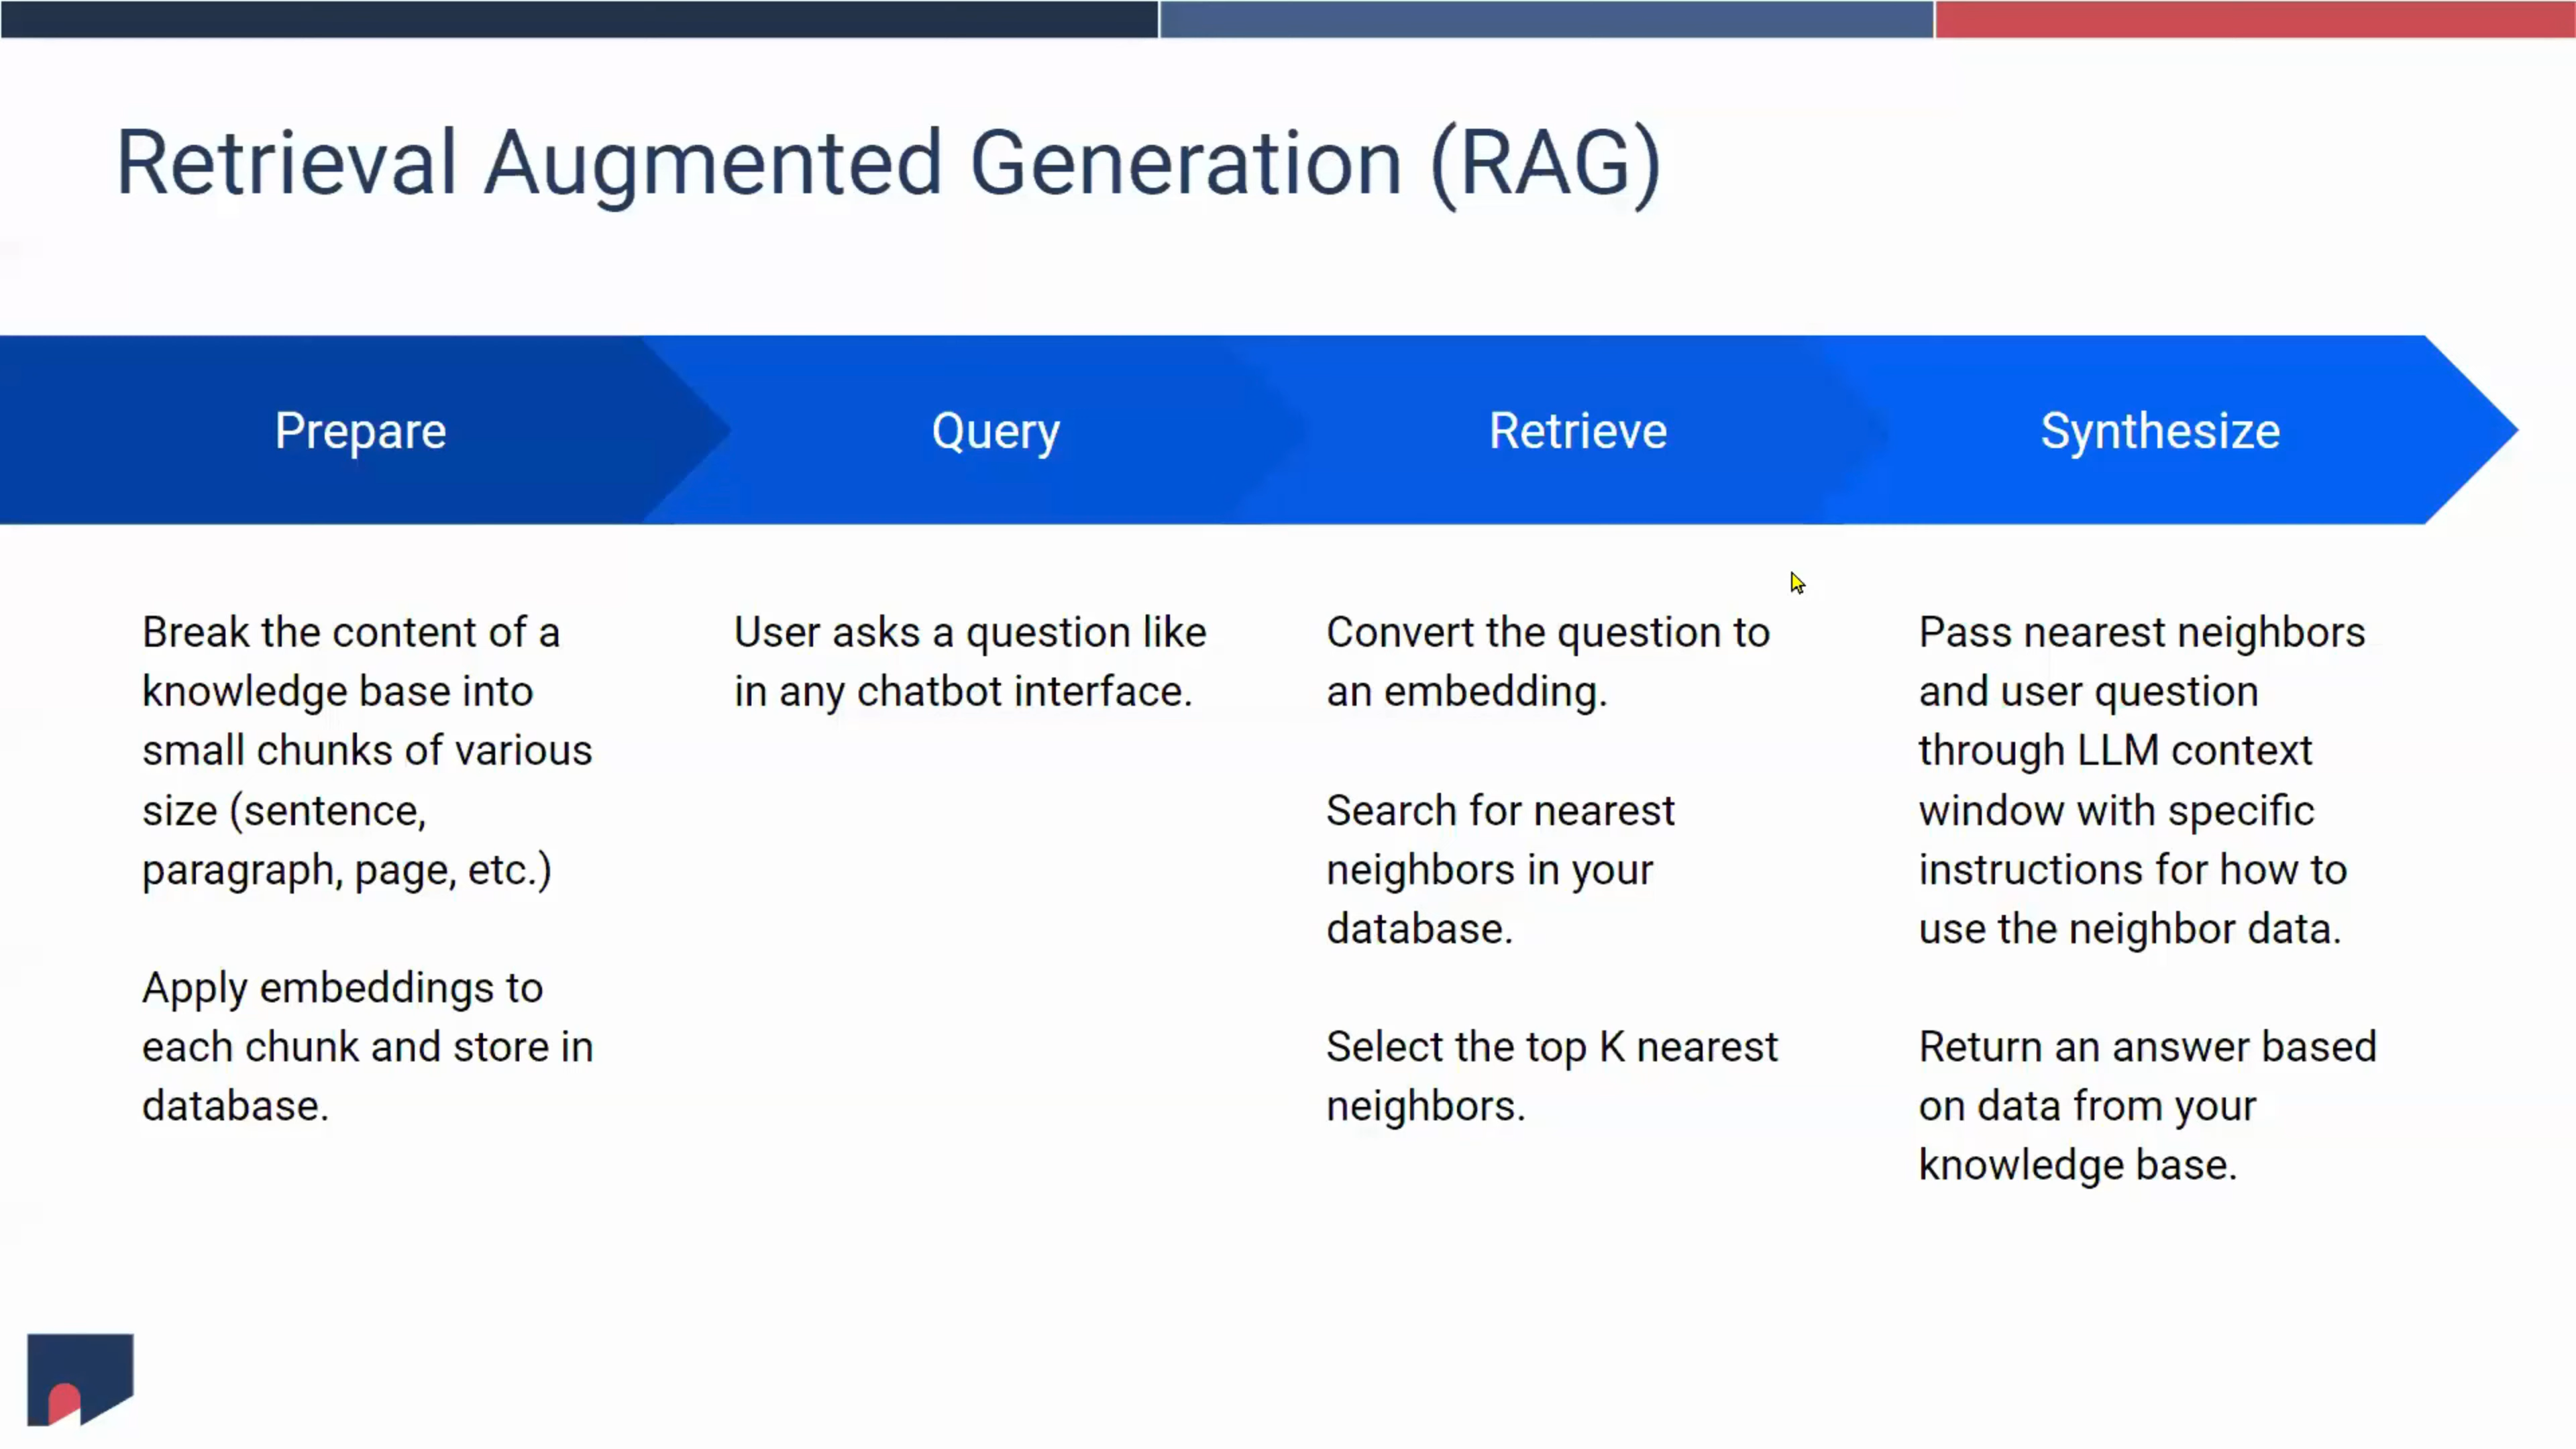 Retrieval Augmented Generation (RAG)
Prepare
Query
Retrieve
Synthesize
Break the content of a
knowledge base into
small chunks of various
size (sentence,
paragraph, page, etc.)
Apply embeddings to
each chunk and store in
database.
User asks a question like
in any chatbot interface.
Convert the question to
an embedding.
Search for nearest
neighbors in your
database.
Select the top K nearest
neighbors.
Pass nearest neighbors
and user question
through LLM context
window with specific
instructions for how to
use the neighbor data.
Return an answer based
on data from your
knowledge base.